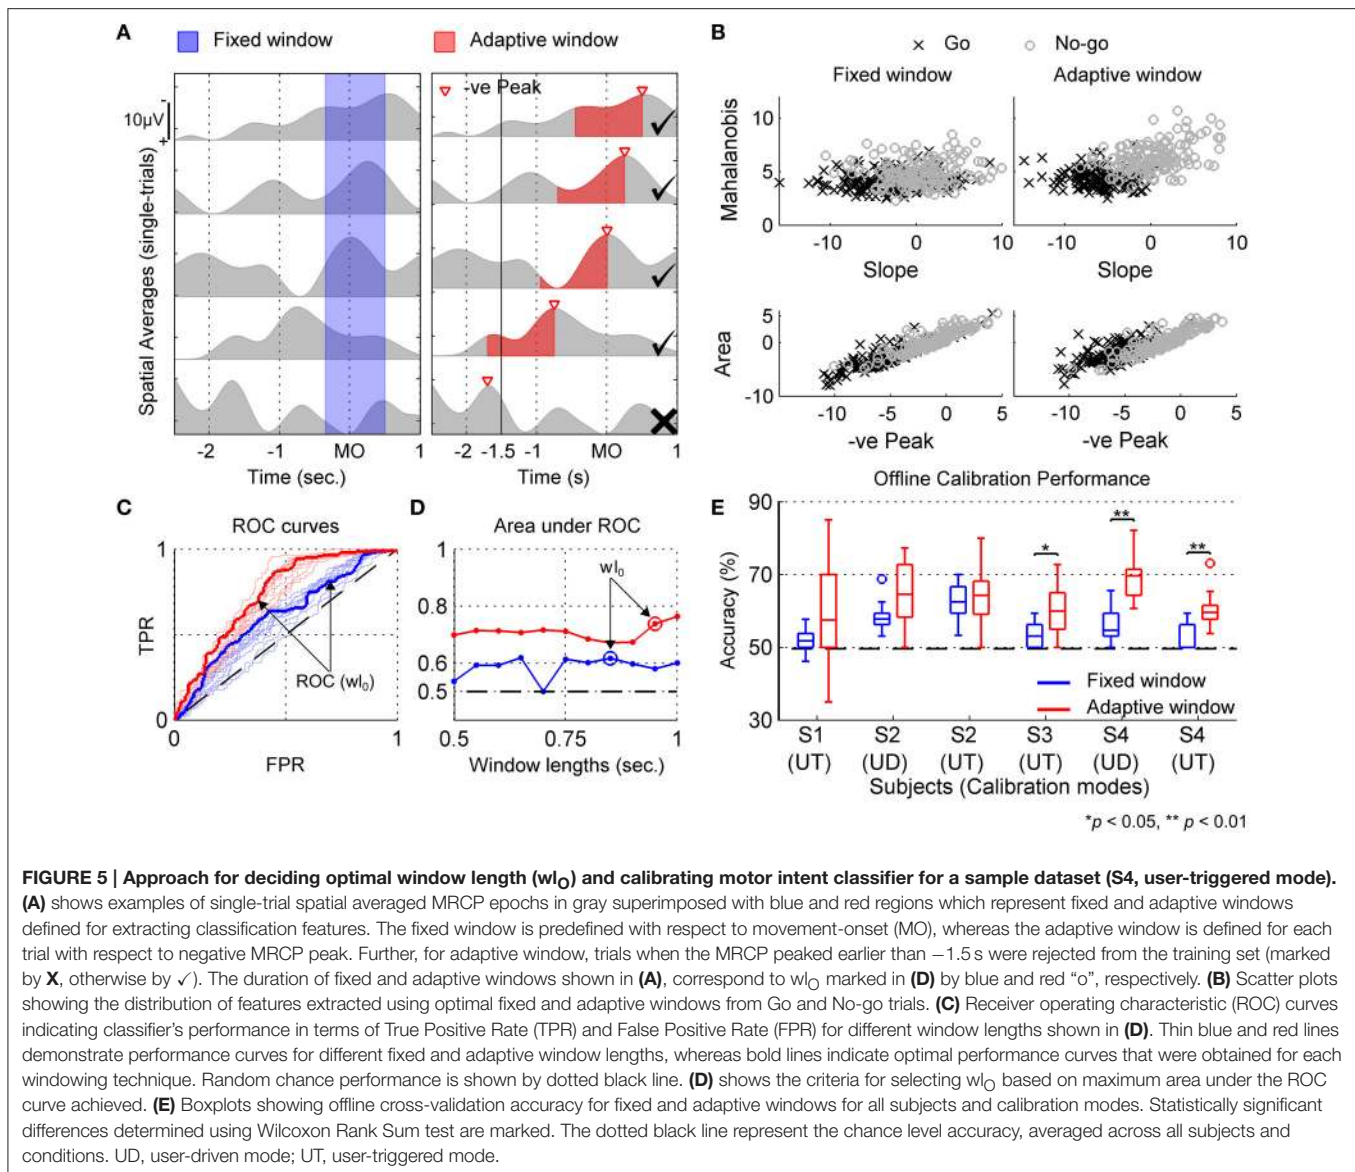 A
Fixed window
Adaptive window
-ve Peak
10µV
-
+
Spatial Averages (single-trials)
-2
-1
MO
1
Time (sec.)
-2
-1.5
-1
MO
1
Time (s)
B
Go
No-go
Fixed window
Adaptive window
Mahalanobis
10
5
0
-10
0
10
Slope
-10
0
10
Slope
Area
5
0
-10
-10
-5
0
5
-ve Peak
-10
-5
0
5
-ve Peak
C
ROC curves
1
TPR
0
0
1
FPR
ROC (wl₀)
D
Area under ROC
wl₀
1
0.8
0.6
0.5
0.5
0.75
1
Window lengths (sec.)
Offline Calibration Performance
E
90
70
50
30
Accuracy (%)
*
**
**
Fixed window
Adaptive window
S1 S2 S2 S3 S4 S4
(UT) (UD) (UT) (UT) (UD) (UT)
Subjects (Calibration modes)
*p < 0.05, ** p < 0.01
FIGURE 5 | Approach for deciding optimal window length (wl_O) and calibrating motor intent classifier for a sample dataset (S4, user-triggered mode).
(A) shows examples of single-trial spatial averaged MRCP epochs in gray superimposed with blue and red regions which represent fixed and adaptive windows
defined for extracting classification features. The fixed window is predefined with respect to movement-onset (MO), whereas the adaptive window is defined for each
trial with respect to negative MRCP peak. Further, for adaptive window, trials when the MRCP peaked earlier than −1.5 s were rejected from the training set (marked
by X, otherwise by ✓). The duration of fixed and adaptive windows shown in (A), correspond to wl_O marked in (D) by blue and red “o”, respectively. (B) Scatter plots
showing the distribution of features extracted using optimal fixed and adaptive windows from Go and No-go trials. (C) Receiver operating characteristic (ROC) curves
indicating classifier's performance in terms of True Positive Rate (TPR) and False Positive Rate (FPR) for different window lengths shown in (D). Thin blue and red lines
demonstrate performance curves for different fixed and adaptive window lengths, whereas bold lines indicate optimal performance curves that were obtained for each
windowing technique. Random chance performance is shown by dotted black line. (D) shows the criteria for selecting wl_O based on maximum area under the ROC
curve achieved. (E) Boxplots showing offline cross-validation accuracy for fixed and adaptive windows for all subjects and calibration modes. Statistically significant
differences determined using Wilcoxon Rank Sum test are marked. The dotted black line represent the chance level accuracy, averaged across all subjects and
conditions. UD, user-driven mode; UT, user-triggered mode.